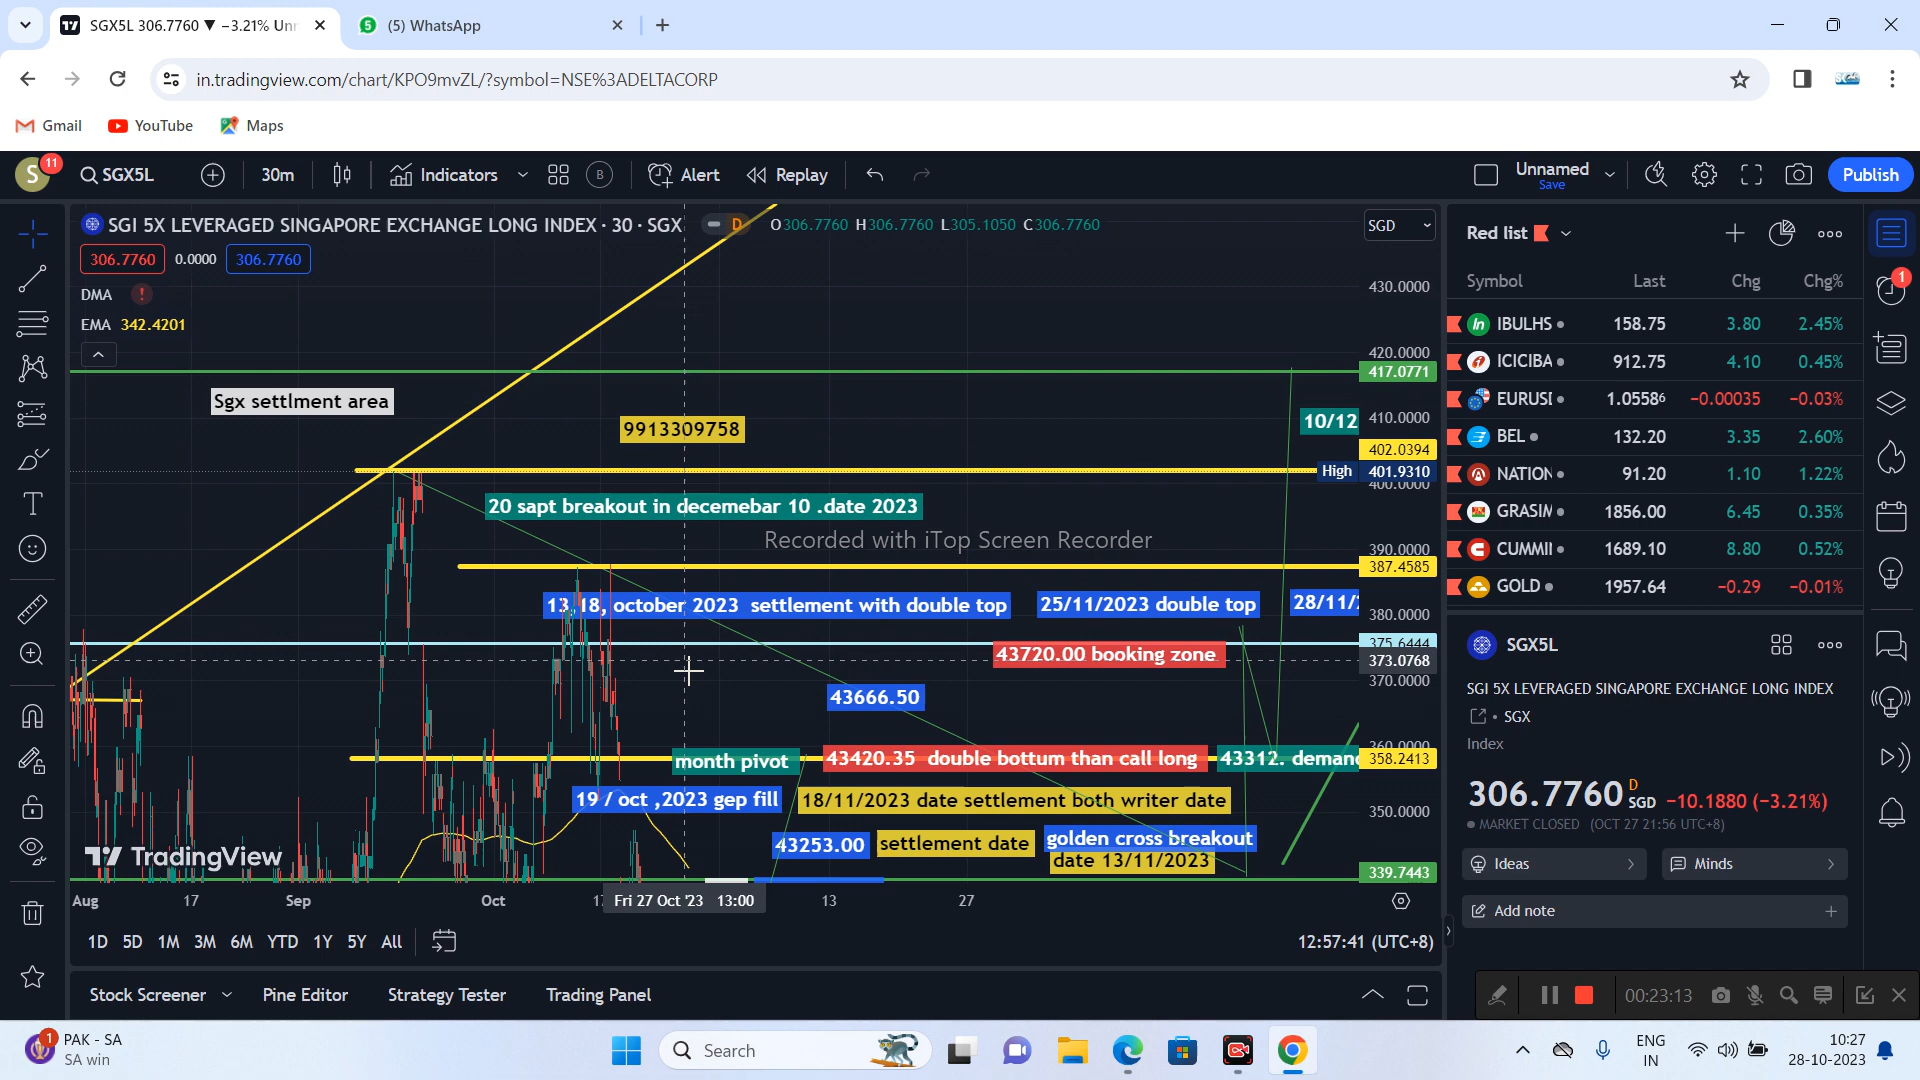 SGX5L 306.7760 ▼ −3.21% Unn
(5) WhatsApp
in.tradingview.com/chart/KPO9mvZL/?symbol=NSE%3ADELTACORP
Gmail YouTube Maps
S 11 SGX5L 30m Indicators B Alert Replay Unnamed Save Publish
SGI 5X LEVERAGED SINGAPORE EXCHANGE LONG INDEX · 30 · SGX D O306.7760 H306.7760 L305.1050 C306.7760 SGD
306.7760 0.0000 306.7760
DMA
EMA 342.4201
430.0000
420.0000
417.0771
Sgx settlment area
9913309758
10/12
410.0000
402.0394
High 401.9310
400.0000
20 sapt breakout in decemebar 10 .date 2023
Recorded with iTop Screen Recorder
390.0000
387.4585
13,18, october 2023 settlement with double top
25/11/2023 double top
28/11/2
380.0000
375.6444
43720.00 booking zone
373.0768
370.0000
43666.50
360.0000
month pivot
43420.35 double bottum than call long
43312. demand
358.2413
19 / oct ,2023 gep fill
18/11/2023 date settlement both writer date
350.0000
43253.00
settlement date
golden cross breakout
date 13/11/2023
TradingView
339.7443
Aug 17 Sep Oct Fri 27 Oct '23 13:00 13 27
1D 5D 1M 3M 6M YTD 1Y 5Y All
12:57:41 (UTC+8)
Stock Screener Pine Editor Strategy Tester Trading Panel
Red list
Symbol Last Chg Chg%
IBULHS 158.75 3.80 2.45%
ICICIBA 912.75 4.10 0.45%
EURUSI 1.05586 −0.00035 −0.03%
BEL 132.20 3.35 2.60%
NATION 91.20 1.10 1.22%
GRASIM 1856.00 6.45 0.35%
CUMMII 1689.10 8.80 0.52%
GOLD 1957.64 −0.29 −0.01%
1
SGX5L
SGI 5X LEVERAGED SINGAPORE EXCHANGE LONG INDEX
• SGX
Index
306.7760 D SGD −10.1880 (−3.21%)
MARKET CLOSED (OCT 27 21:56 UTC+8)
Ideas Minds
Add note
00:23:13
1 PAK - SA
SA win
Search
ENG
IN
10:27
28-10-2023